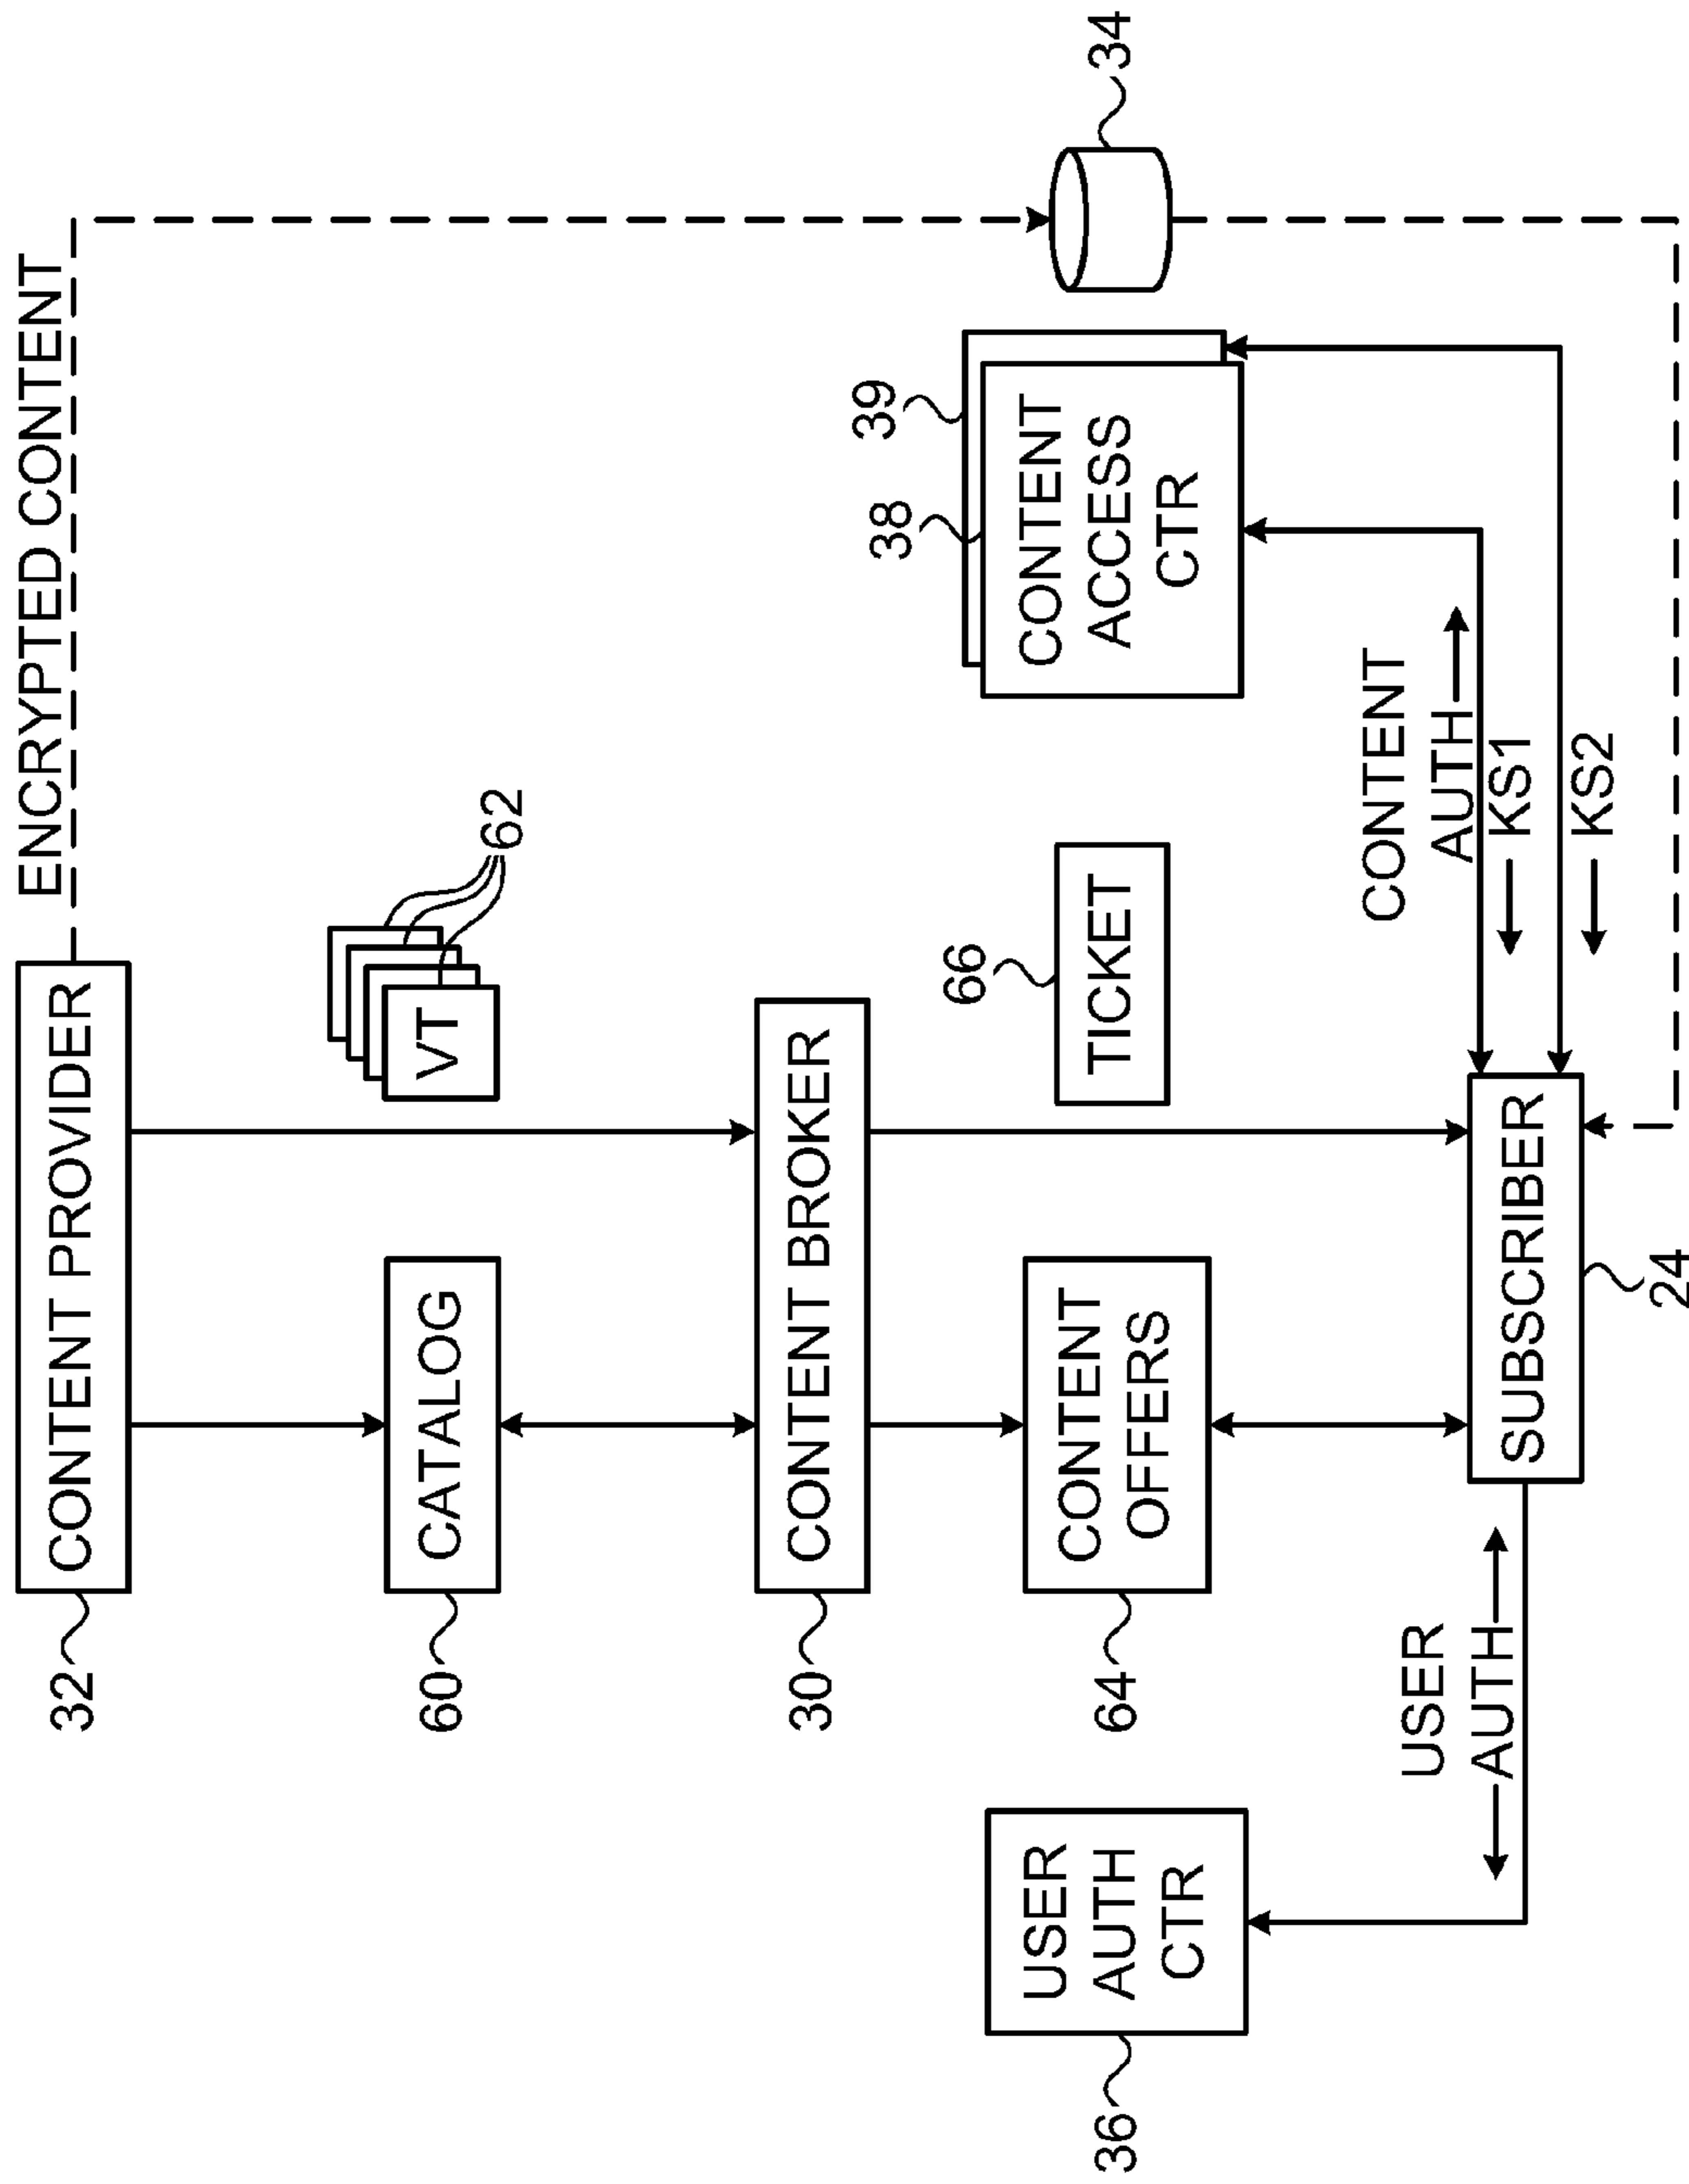 ENCRYPTED CONTENT
32
CONTENT PROVIDER
60
CATALOG
VT
62
30
CONTENT BROKER
64
CONTENT
OFFERS
66
TICKET
36
USER
AUTH
CTR
38
39
CONTENT
ACCESS
CTR
34
USER
AUTH
CONTENT
AUTH
KS1
KS2
SUBSCRIBER
24